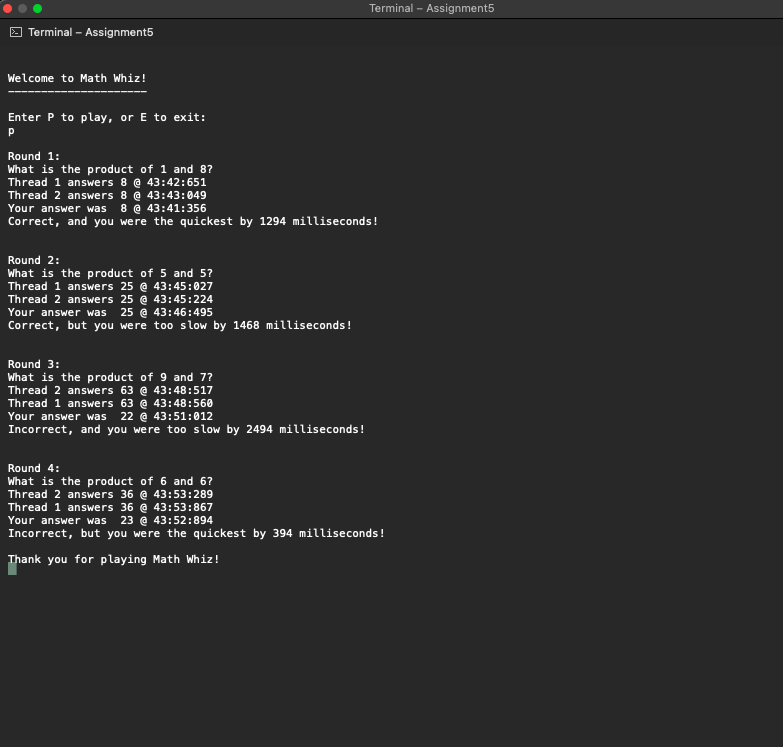 Terminal – Assignment5
Terminal – Assignment5
Welcome to Math Whiz!
---------------------
Enter P to play, or E to exit:
p
Round 1:
What is the product of 1 and 8?
Thread 1 answers 8 @ 43:42:651
Thread 2 answers 8 @ 43:43:049
Your answer was  8 @ 43:41:356
Correct, and you were the quickest by 1294 milliseconds!
Round 2:
What is the product of 5 and 5?
Thread 1 answers 25 @ 43:45:027
Thread 2 answers 25 @ 43:45:224
Your answer was  25 @ 43:46:495
Correct, but you were too slow by 1468 milliseconds!
Round 3:
What is the product of 9 and 7?
Thread 2 answers 63 @ 43:48:517
Thread 1 answers 63 @ 43:48:560
Your answer was  22 @ 43:51:012
Incorrect, and you were too slow by 2494 milliseconds!
Round 4:
What is the product of 6 and 6?
Thread 2 answers 36 @ 43:53:289
Thread 1 answers 36 @ 43:53:867
Your answer was  23 @ 43:52:894
Incorrect, but you were the quickest by 394 milliseconds!
Thank you for playing Math Whiz!